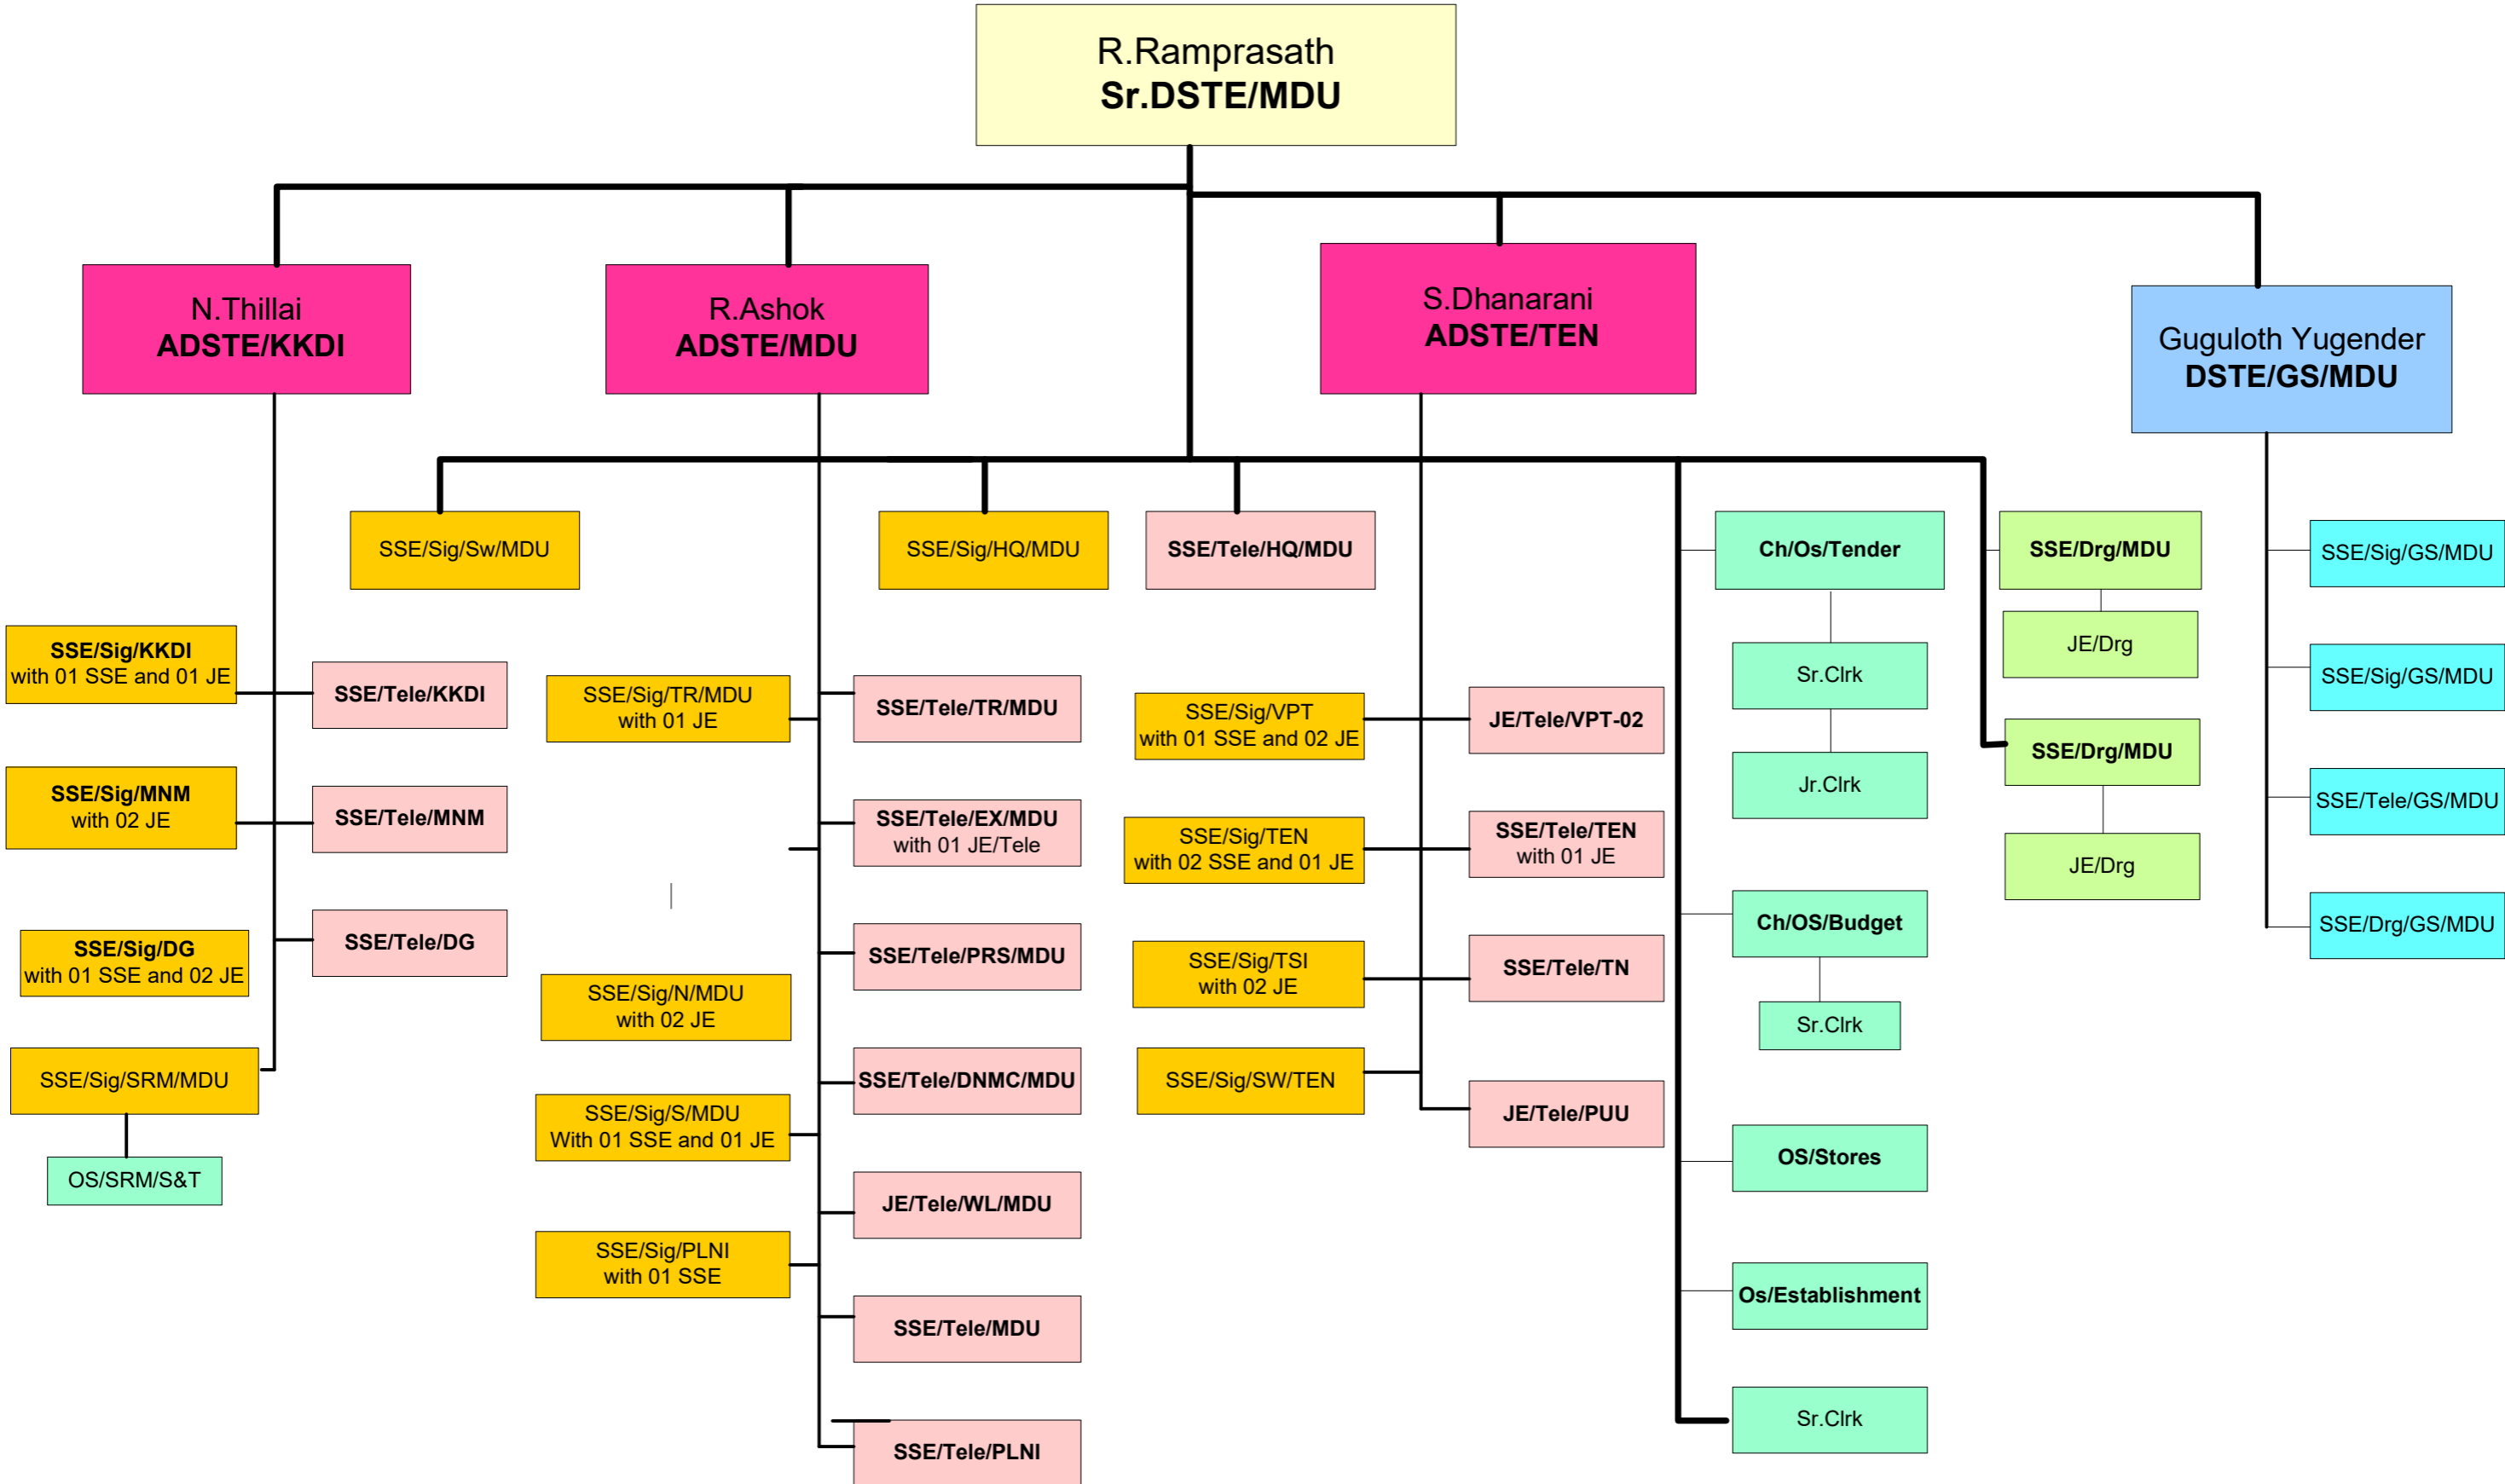 R.Ramprasath
Sr.DSTE/MDU
N.Thillai
ADSTE/KKDI
R.Ashok
ADSTE/MDU
S.Dhanarani
ADSTE/TEN
Guguloth Yugender
DSTE/GS/MDU
SSE/Sig/Sw/MDU
SSE/Sig/HQ/MDU
SSE/Tele/HQ/MDU
SSE/Sig/KKDI
with 01 SSE and 01 JE
SSE/Tele/KKDI
SSE/Sig/MNM
with 02 JE
SSE/Tele/MNM
SSE/Sig/DG
with 01 SSE and 02 JE
SSE/Tele/DG
SSE/Sig/SRM/MDU
OS/SRM/S&T
SSE/Sig/TR/MDU
with 01 JE
SSE/Sig/N/MDU
with 02 JE
SSE/Sig/S/MDU
With 01 SSE and 01 JE
SSE/Sig/PLNI
with 01 SSE
SSE/Tele/TR/MDU
SSE/Tele/EX/MDU
with 01 JE/Tele
SSE/Tele/PRS/MDU
SSE/Tele/DNMC/MDU
JE/Tele/WL/MDU
SSE/Tele/MDU
SSE/Tele/PLNI
SSE/Sig/VPT
with 01 SSE and 02 JE
SSE/Sig/TEN
with 02 SSE and 01 JE
SSE/Sig/TSI
with 02 JE
SSE/Sig/SW/TEN
JE/Tele/VPT-02
SSE/Tele/TEN
with 01 JE
SSE/Tele/TN
JE/Tele/PUU
Ch/Os/Tender
Sr.Clrk
Jr.Clrk
Ch/OS/Budget
Sr.Clrk
OS/Stores
Os/Establishment
Sr.Clrk
SSE/Drg/MDU
JE/Drg
SSE/Drg/MDU
JE/Drg
SSE/Sig/GS/MDU
SSE/Sig/GS/MDU
SSE/Tele/GS/MDU
SSE/Drg/GS/MDU